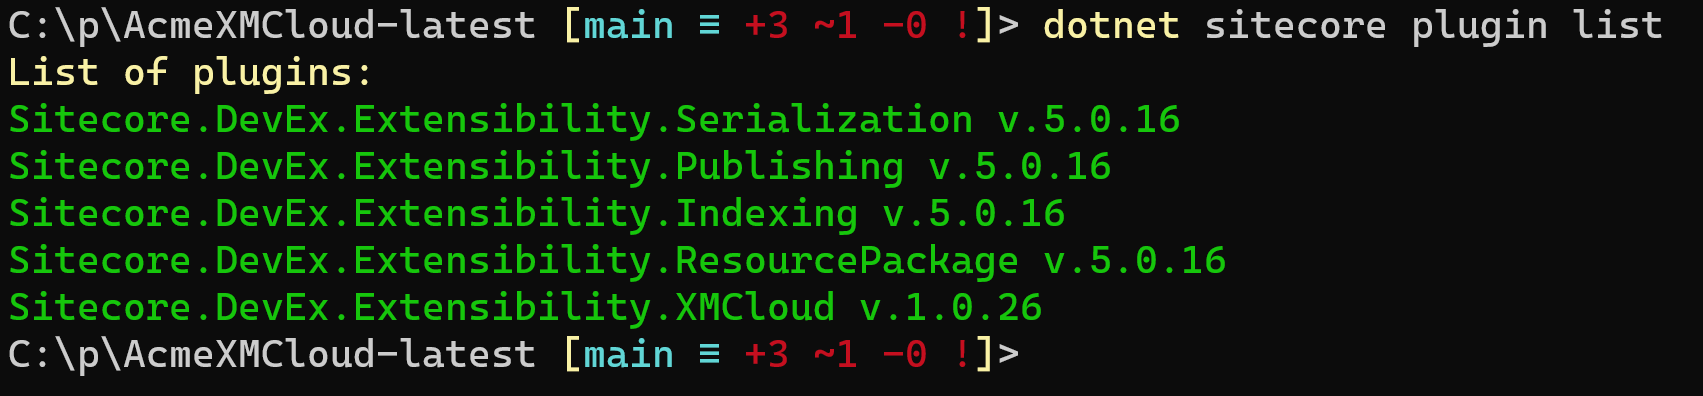 C:\p\AcmeXMCloud-latest [main ≡ +3 ~1 -0 !]> dotnet sitecore plugin list
List of plugins:
Sitecore.DevEx.Extensibility.Serialization v.5.0.16
Sitecore.DevEx.Extensibility.Publishing v.5.0.16
Sitecore.DevEx.Extensibility.Indexing v.5.0.16
Sitecore.DevEx.Extensibility.ResourcePackage v.5.0.16
Sitecore.DevEx.Extensibility.XMCloud v.1.0.26
C:\p\AcmeXMCloud-latest [main ≡ +3 ~1 -0 !]>